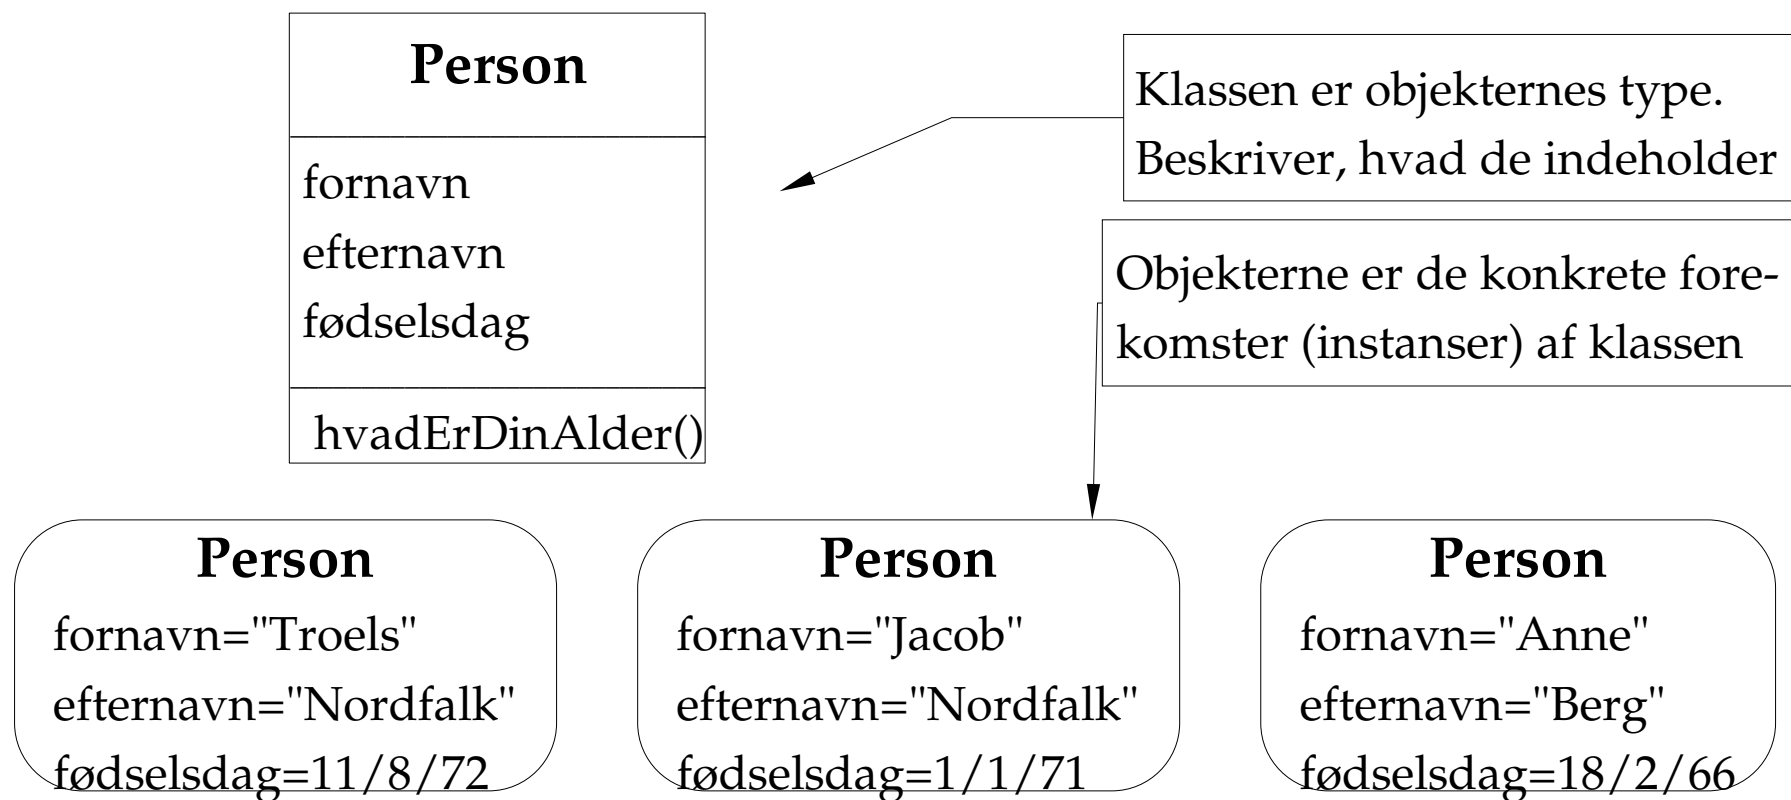 Person
fornavn
efternavn
fødselsdag
hvadErDinAlder()
Klassen er objekternes type.
Beskriver, hvad de indeholder
Objekterne er de konkrete fore-
komster (instanser) af klassen
Person
fornavn="Troels"
efternavn="Nordfalk"
fødselsdag=11/8/72
Person
fornavn="Jacob"
efternavn="Nordfalk"
fødselsdag=1/1/71
Person
fornavn="Anne"
efternavn="Berg"
fødselsdag=18/2/66